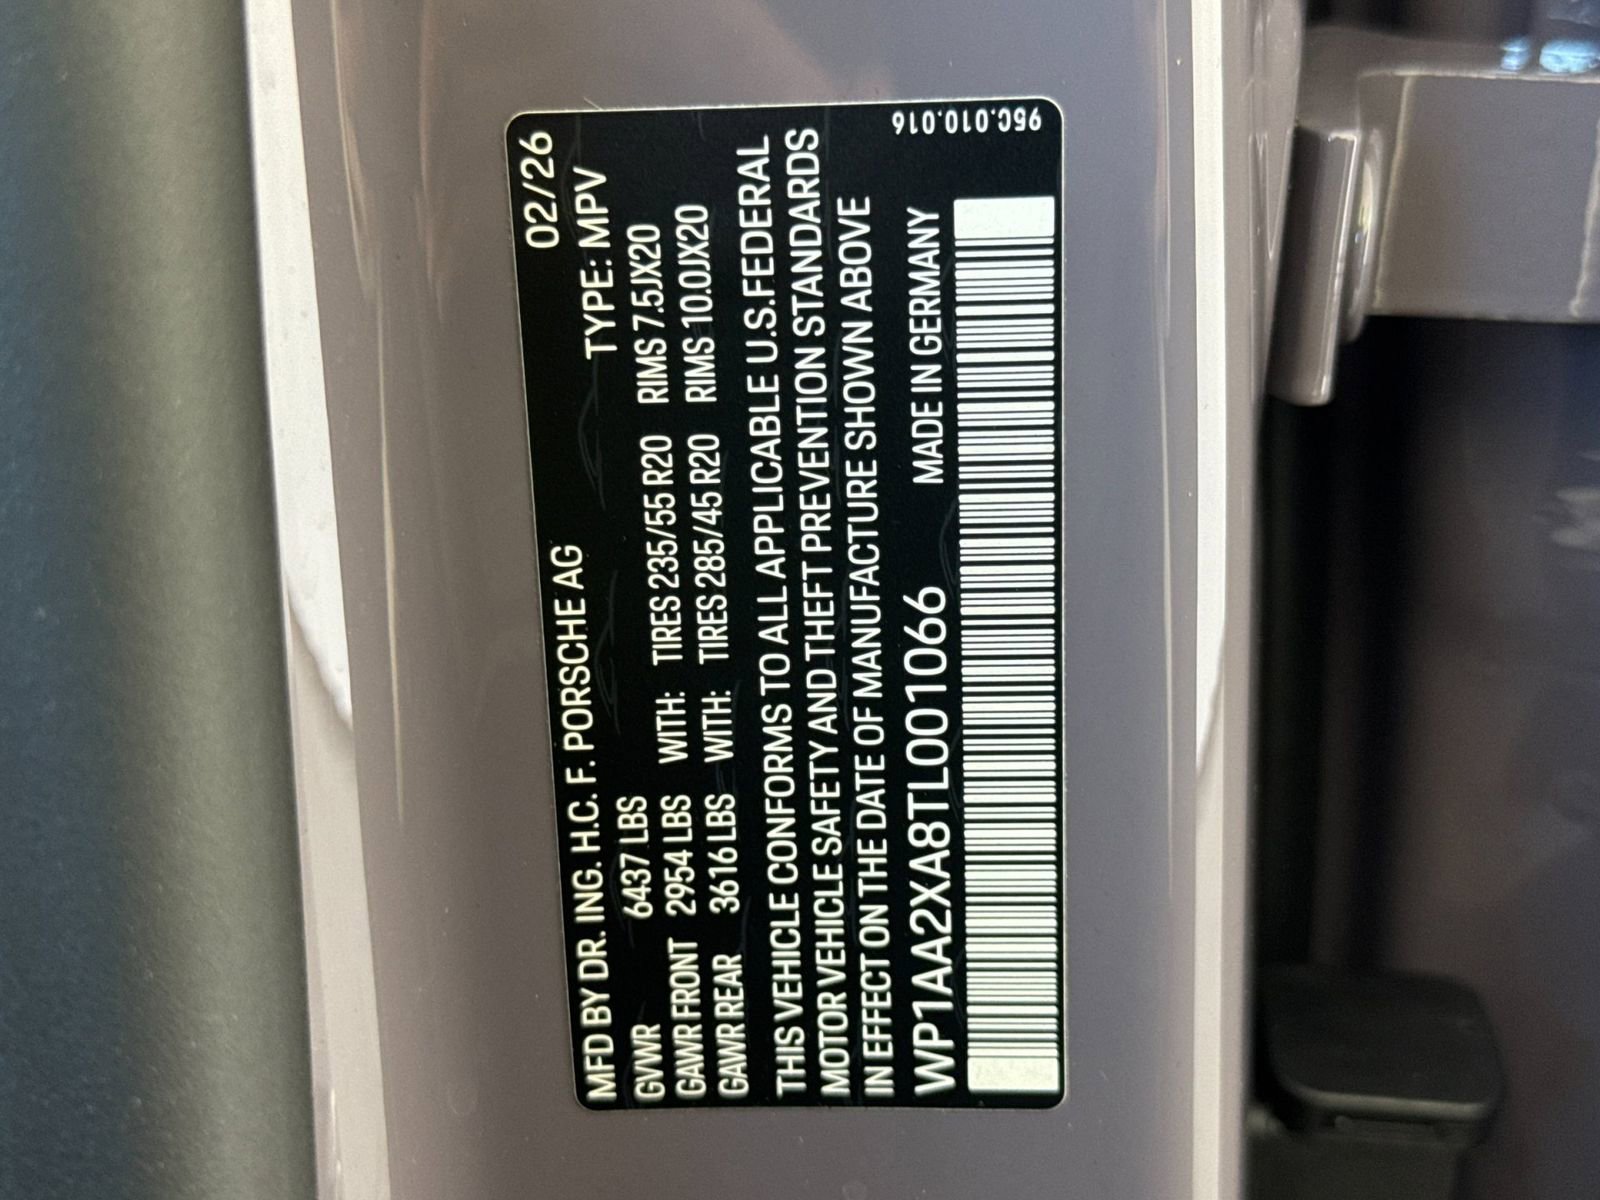 02/26
MFD BY DR. ING. H.C. F. PORSCHE AG TYPE: MPV
GVWR 6437 LBS
GAWR FRONT 2954 LBS WITH: TIRES 235/55 R20 RIMS 7.5JX20
GAWR REAR 3616 LBS WITH: TIRES 285/45 R20 RIMS 10.0JX20
THIS VEHICLE CONFORMS TO ALL APPLICABLE U.S.FEDERAL
MOTOR VEHICLE SAFETY AND THEFT PREVENTION STANDARDS
IN EFFECT ON THE DATE OF MANUFACTURE SHOWN ABOVE
WP1AA2XA8TL001066 MADE IN GERMANY
95C.010.016